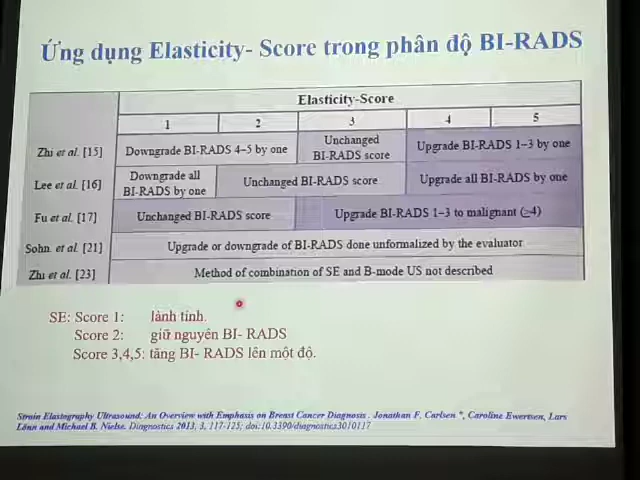 Ứng dụng Elasticity- Score trong phân độ BI-RADS
Elasticity-Score
1 2 3 4 5
Zhi et al. [15] Downgrade BI-RADS 4–5 by one Unchanged BI-RADS score Upgrade BI-RADS 1–3 by one
Lee et al. [16] Downgrade all BI-RADS by one Unchanged BI-RADS score Upgrade all BI-RADS by one
Fu et al. [17] Unchanged BI-RADS score Upgrade BI-RADS 1–3 to malignant (≥4)
Sohn. et al. [21] Upgrade or downgrade of BI-RADS done unformalized by the evaluator
Zhi et al. [23] Method of combination of SE and B-mode US not described
SE: Score 1: lành tính.
Score 2: giữ nguyên BI- RADS
Score 3,4,5: tăng BI- RADS lên một độ.
Strain Elastography Ultrasound: An Overview with Emphasis on Breast Cancer Diagnosis . Jonathan F. Carlsen *, Caroline Ewertsen, Lars
Lönn and Michael B. Nielse. Diagnostics 2013, 3, 117-125; doi:10.3390/diagnostics3010117